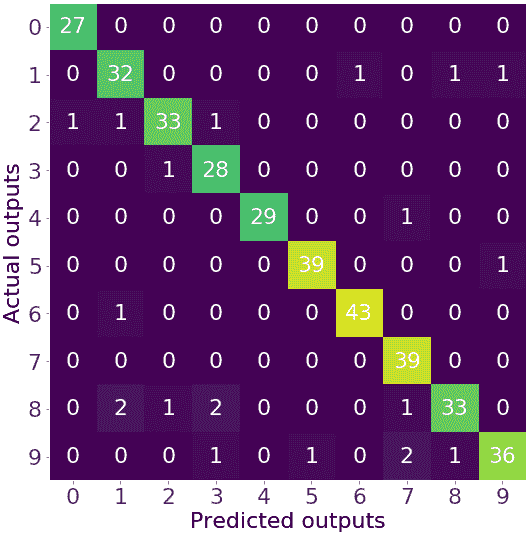 Actual outputs
0 27 0 0 0 0 0 0 0 0 0
1 0 32 0 0 0 0 1 0 1 1
2 1 1 33 1 0 0 0 0 0 0
3 0 0 1 28 0 0 0 0 0 0
4 0 0 0 0 29 0 0 1 0 0
5 0 0 0 0 0 39 0 0 0 1
6 0 1 0 0 0 0 43 0 0 0
7 0 0 0 0 0 0 0 39 0 0
8 0 2 1 2 0 0 0 1 33 0
9 0 0 0 1 0 1 0 2 1 36
0 1 2 3 4 5 6 7 8 9
Predicted outputs